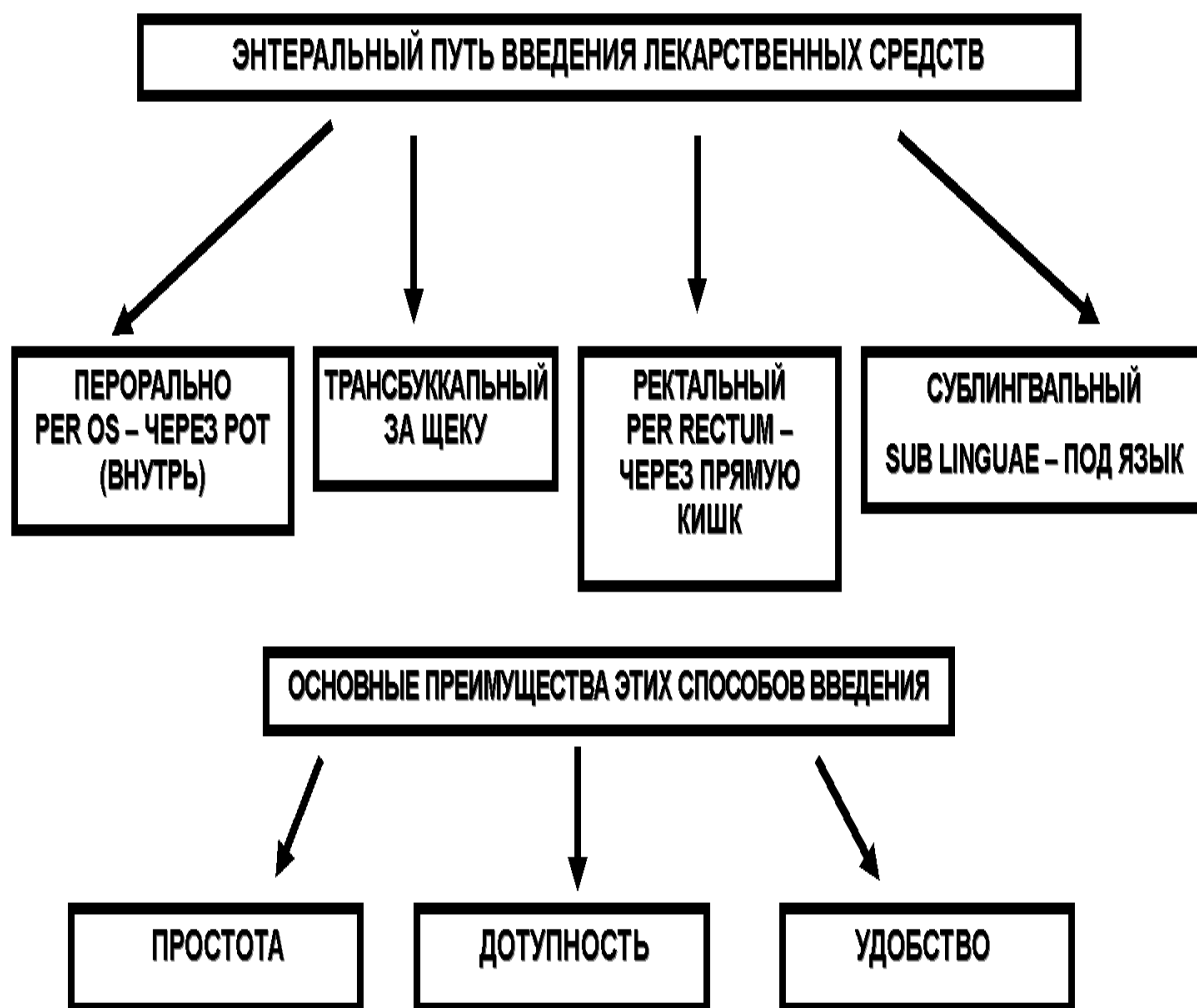 ЭНТЕРАЛЬНЫЙ ПУТЬ ВВЕДЕНИЯ ЛЕКАРСТВЕННЫХ СРЕДСТВ
ПЕРОРАЛЬНО
PER OS – ЧЕРЕЗ РОТ
(ВНУТРЬ)
ТРАНСБУККАПЬНЫЙ
ЗА ЩЕКУ
РЕКТАЛЬНЫЙ
PER RECTUM –
ЧЕРЕЗ ПРЯМУЮ
КИШК
СУБЛИНГВАЛЬНЫЙ
SUB LINGUAE – ПОД ЯЗЫК
ОСНОВНЫЕ ПРЕИМУЩЕСТВА ЭТИХ СПОСОБОВ ВВЕДЕНИЯ
ПРОСТОТА
ДОТУПНОСТЬ
УДОБСТВО